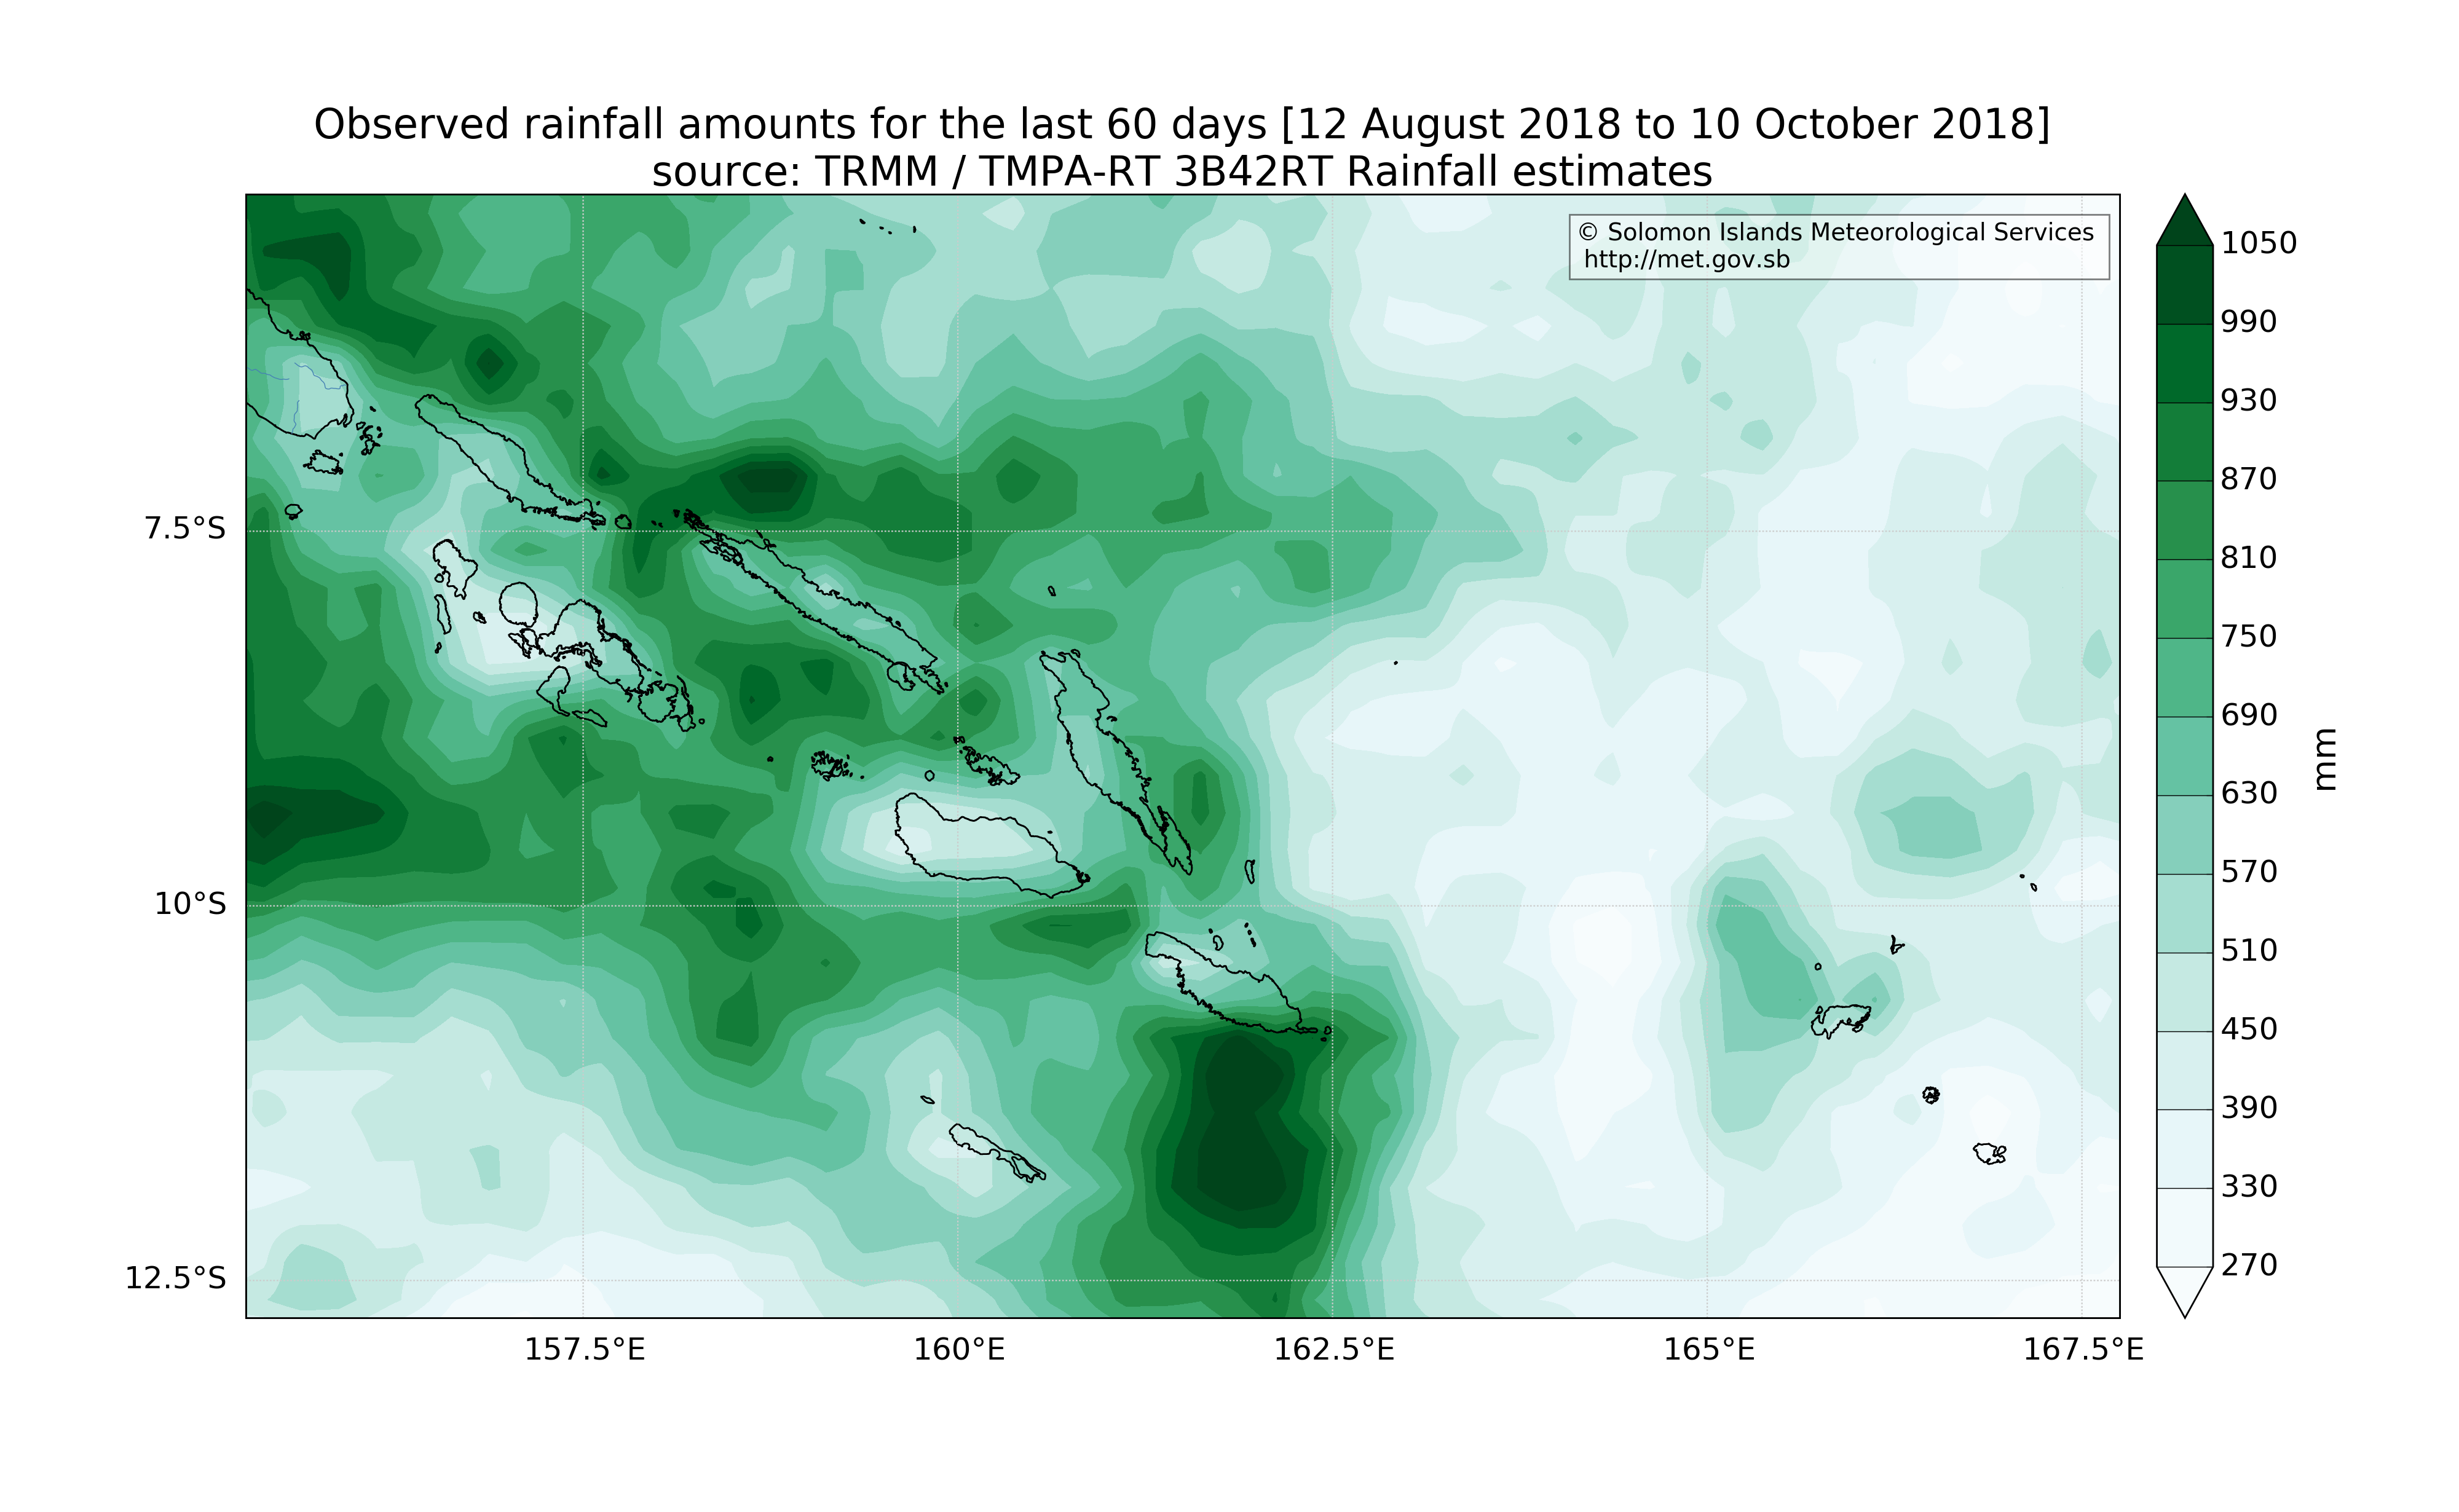 Observed rainfall amounts for the last 60 days [12 August 2018 to 10 October 2018]
source: TRMM / TMPA-RT 3B42RT Rainfall estimates
© Solomon Islands Meteorological Services
http://met.gov.sb
7.5°S
10°S
12.5°S
157.5°E
160°E
162.5°E
165°E
167.5°E
1050
990
930
870
810
750
690
630
570
510
450
390
330
270
mm